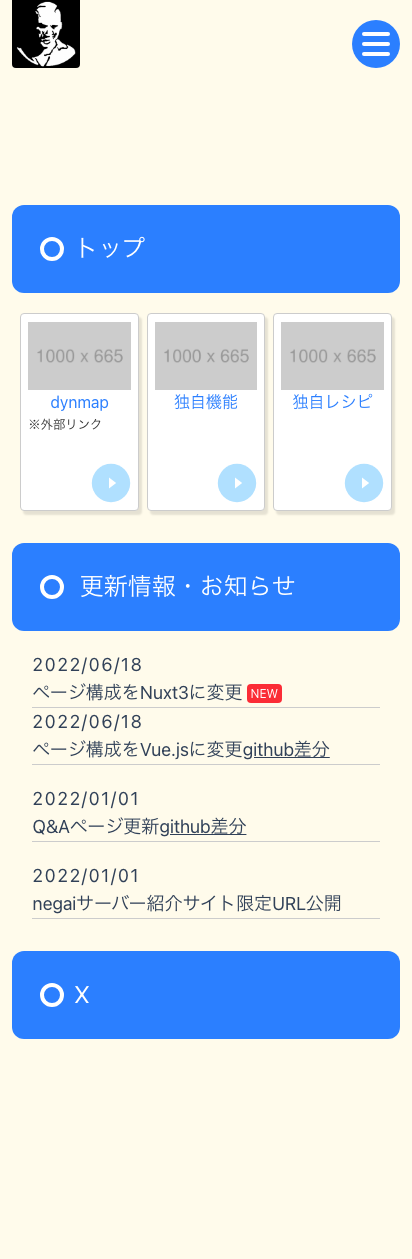 トップ
1000 x 665
1000 x 665
1000 x 665
dynmap
独自機能
独自レシピ
※外部リンク
更新情報・お知らせ
2022/06/18
ページ構成をNuxt3に変更 NEW
2022/06/18
ページ構成をVue.jsに変更github差分
2022/01/01
Q&Aページ更新github差分
2022/01/01
negaiサーバー紹介サイト限定URL公開
X